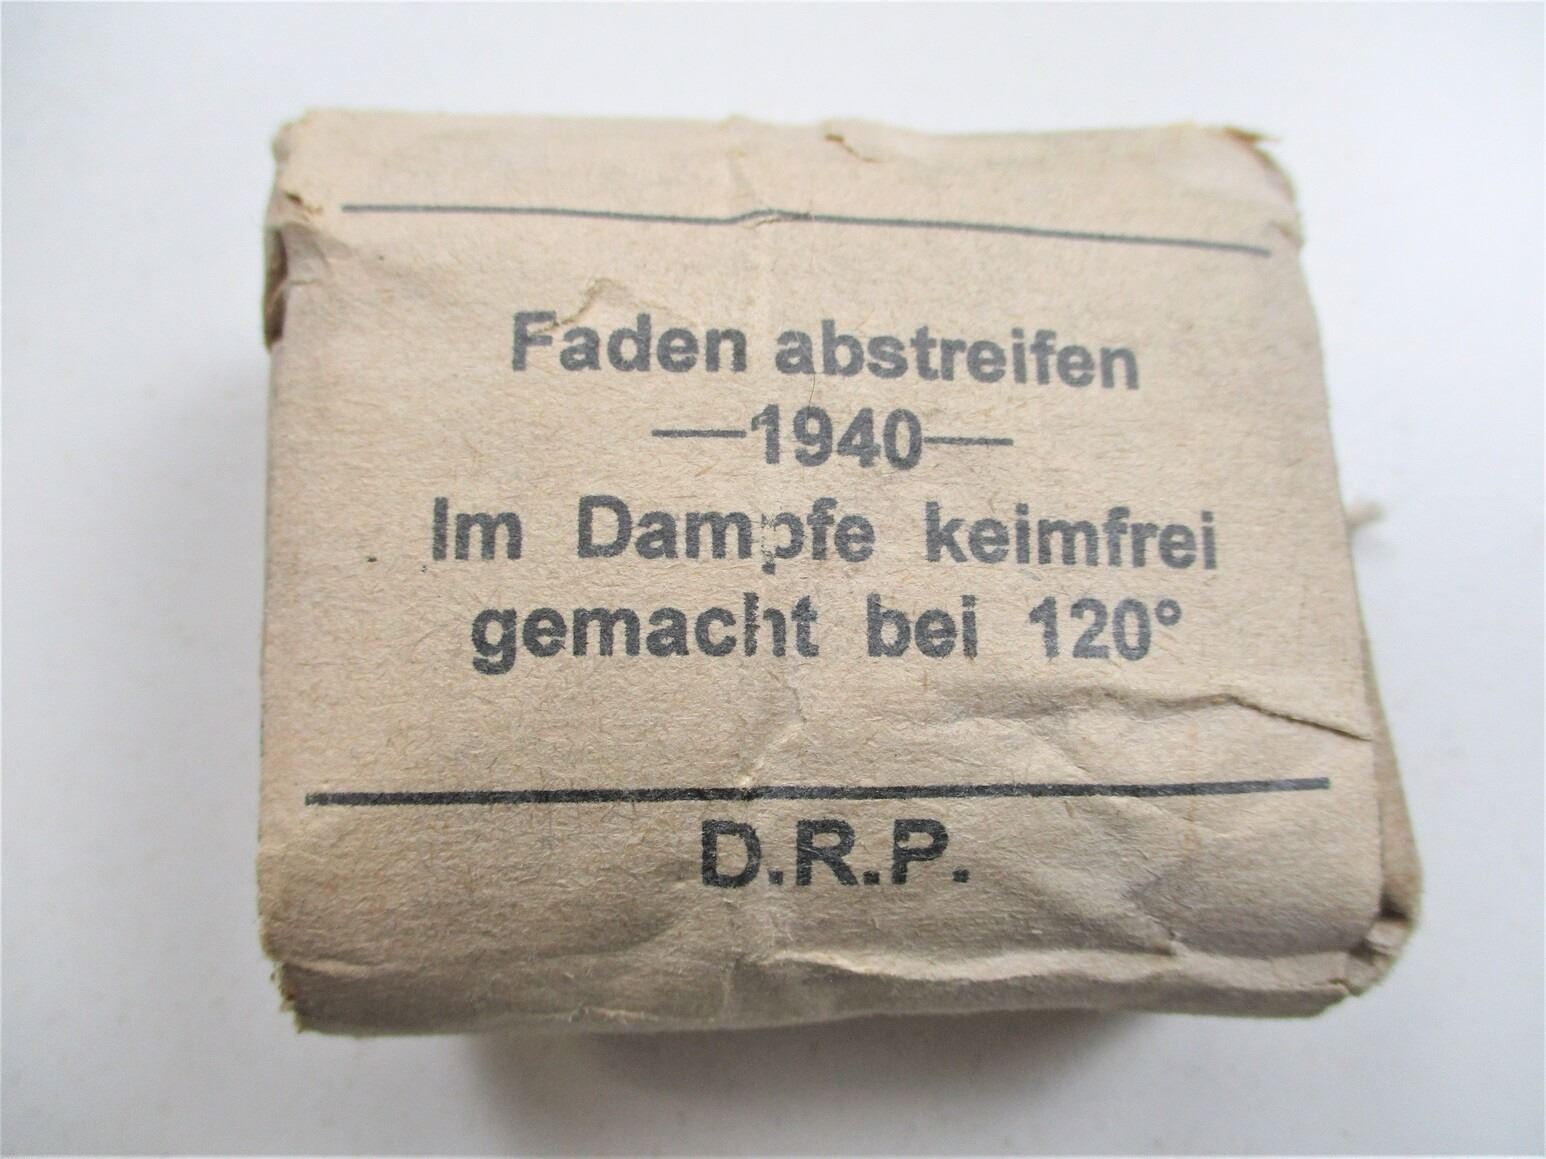 Faden abstreifen
—1940—
Im Dampfe keimfrei
gemacht bei 120°
D.R.P.